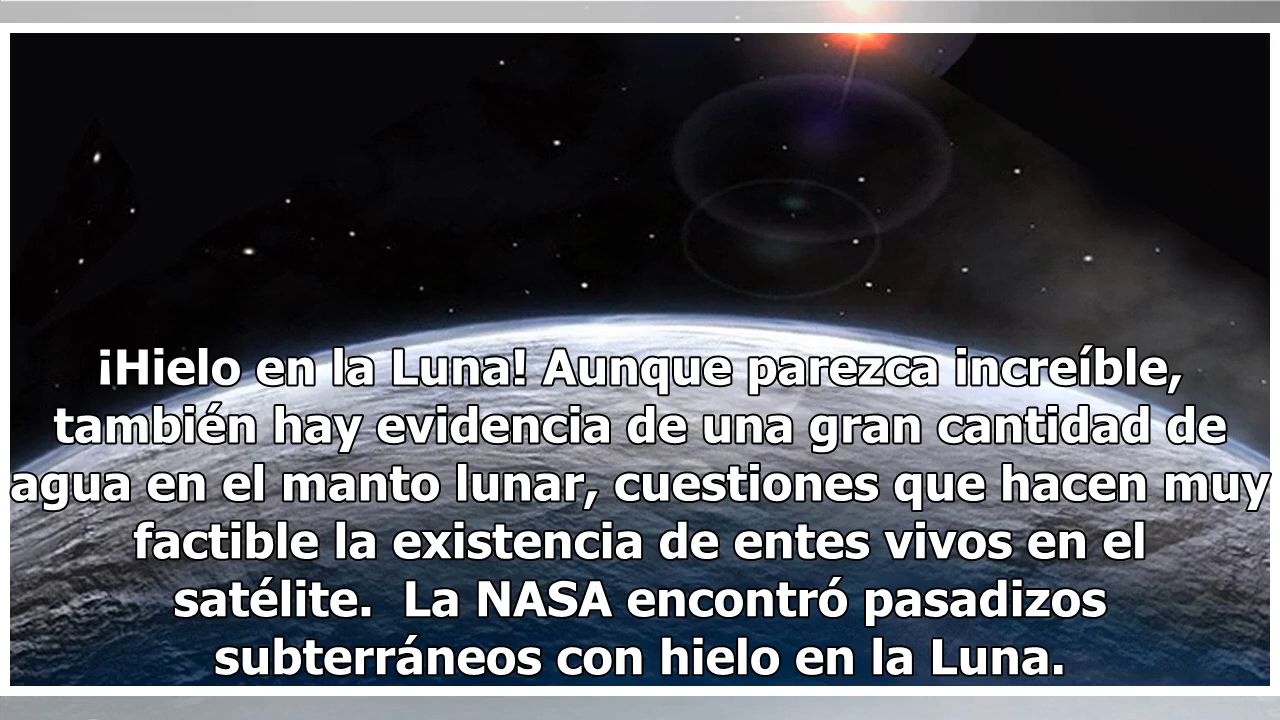 ¡Hielo en la Luna! Aunque parezca increíble,
también hay evidencia de una gran cantidad de
agua en el manto lunar, cuestiones que hacen muy
factible la existencia de entes vivos en el
satélite.  La NASA encontró pasadizos
subterráneos con hielo en la Luna.